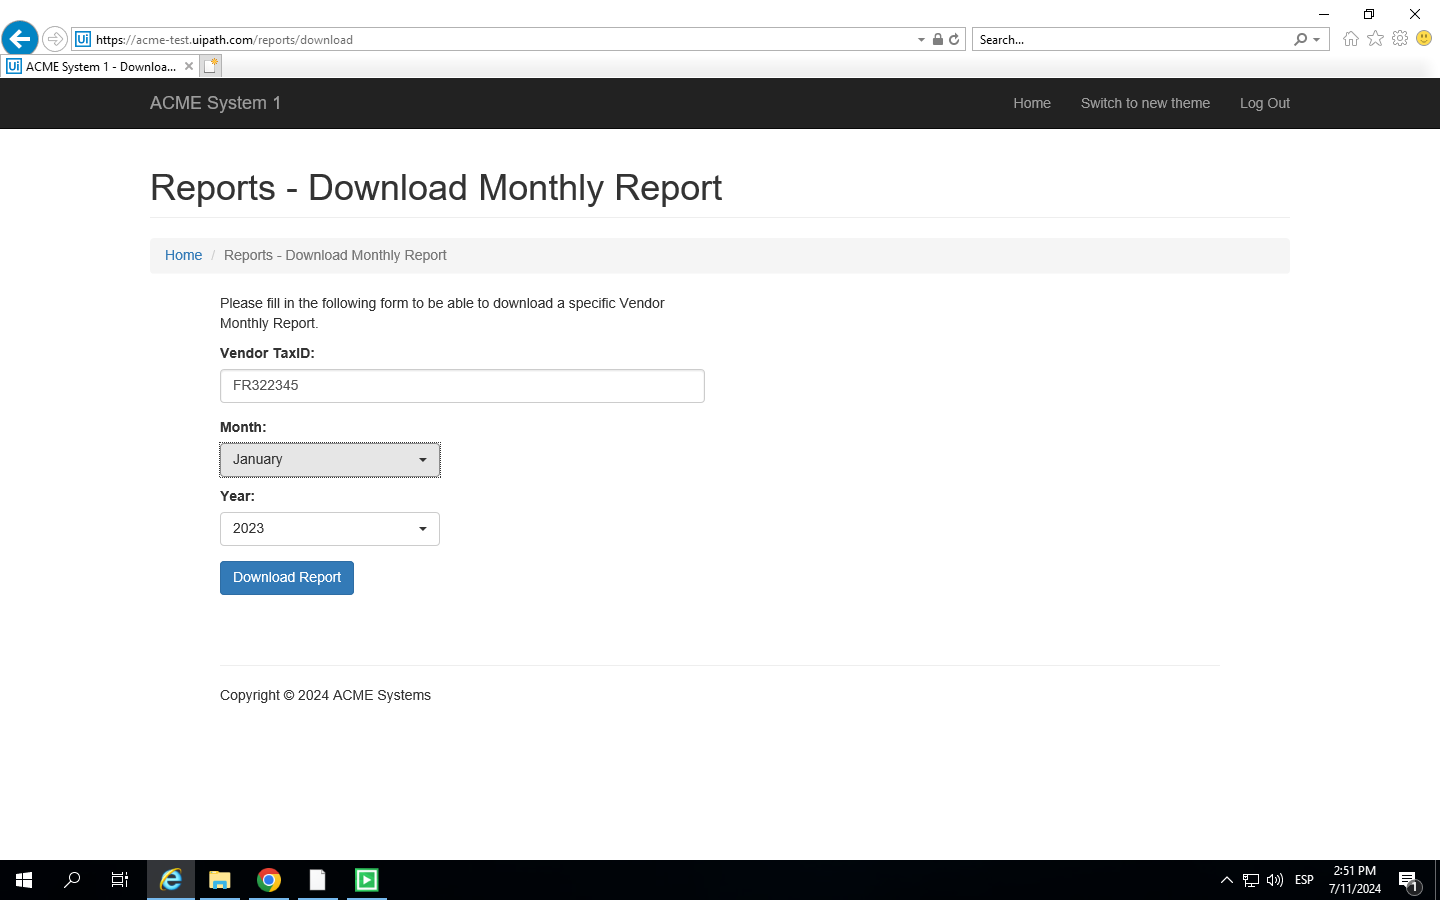 https://acme-test.uipath.com/reports/download
Search...
Ui ACME System 1 - Downloa...
ACME System 1
Home
Switch to new theme
Log Out
Reports - Download Monthly Report
Home / Reports - Download Monthly Report
Please fill in the following form to be able to download a specific Vendor
Monthly Report.
Vendor TaxID:
FR322345
Month:
January
Year:
2023
Download Report
Copyright © 2024 ACME Systems
ESP
2:51 PM
7/11/2024
1